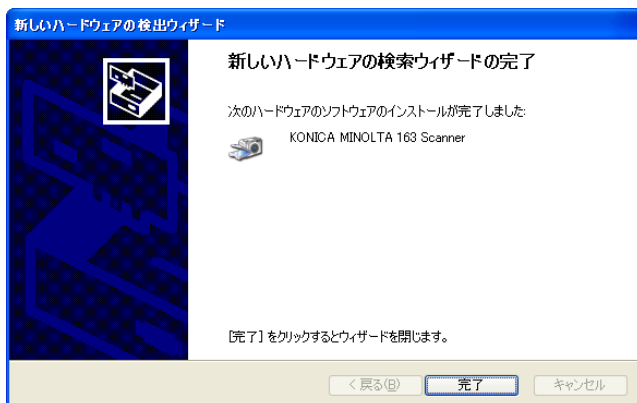 新しいハードウェアの検出ウィザード
新しいハードウェアの検索ウィザードの完了
次のハードウェアのソフトウェアのインストールが完了しました:
KONICA MINOLTA 163 Scanner
[完了] をクリックするとウィザードを閉じます。
< 戻る(B) 完了 キャンセル